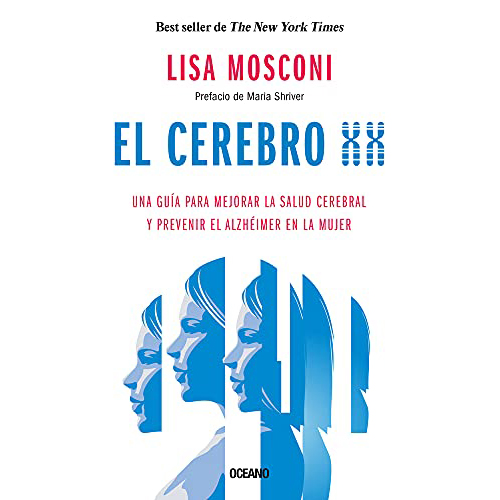 Best seller de The New York Times
LISA MOSCONI
Prefacio de Maria Shriver
EL CEREBRO XX
UNA GUÍA PARA MEJORAR LA SALUD CEREBRAL
Y PREVENIR EL ALZHÉIMER EN LA MUJER
OCEANO